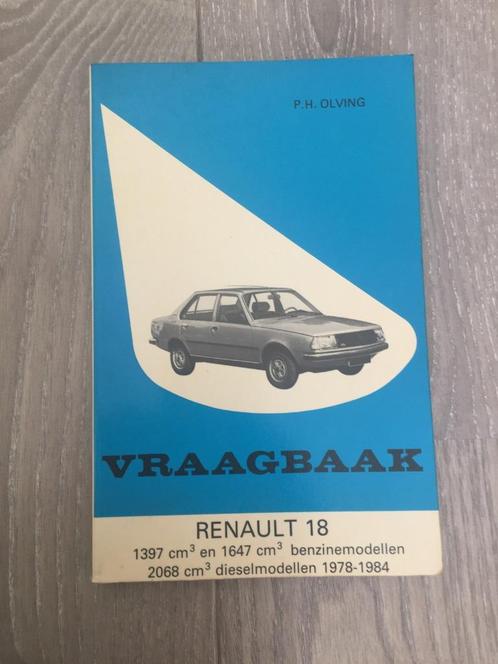 P.H. OLVING
VRAAGBAAK
RENAULT 18
1397 cm³ en 1647 cm³ benzinemodellen
2068 cm³ dieselmodellen 1978-1984